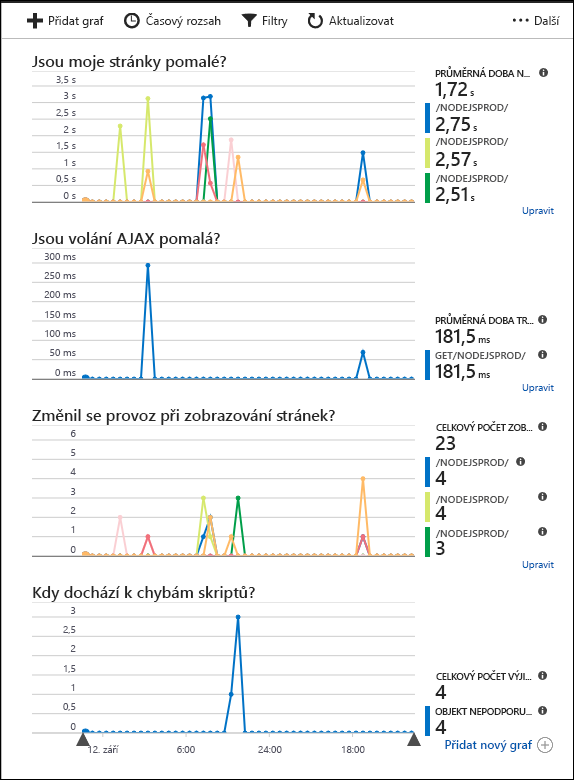 Přidat graf Časový rozsah Filtry Aktualizovat ••• Další
Jsou moje stránky pomalé?
3,5 s
3 s
2,5 s
2 s
1,5 s
1 s
0,5 s
0 s
PRŮMĚRNÁ DOBA N...
1,72 s
/NODEJSPROD/
2,75 s
/NODEJSPROD/
2,57 s
/NODEJSPROD/
2,51 s
Upravit
Jsou volání AJAX pomalá?
300 ms
250 ms
200 ms
150 ms
100 ms
50 ms
0 ms
PRŮMĚRNÁ DOBA TR...
181,5 ms
GET/NODEJSPROD/
181,5 ms
Upravit
Změnil se provoz při zobrazování stránek?
6
5
4
3
2
1
0
CELKOVÝ POČET ZOB...
23
/NODEJSPROD/
4
/NODEJSPROD/
4
/NODEJSPROD/
3
Upravit
Kdy dochází k chybám skriptů?
3
2,5
2
1,5
1
0,5
0
12. září 6:00 24:00 18:00
CELKOVÝ POČET VÝJI...
4
OBJEKT NEPODPORU...
4
Přidat nový graf